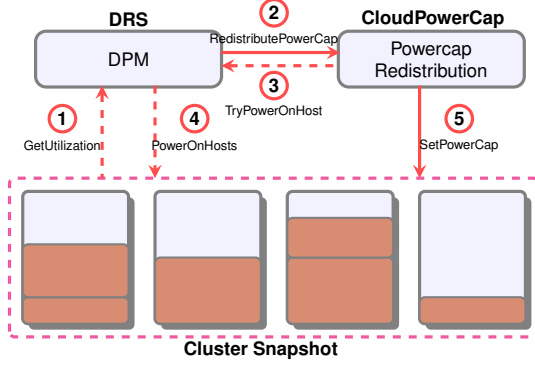 DRS
CloudPowerCap
2
RedistributePowerCap
DPM
Powercap
Redistribution
3
TryPowerOnHost
1
GetUtilization
4
PowerOnHosts
5
SetPowerCap
Cluster Snapshot